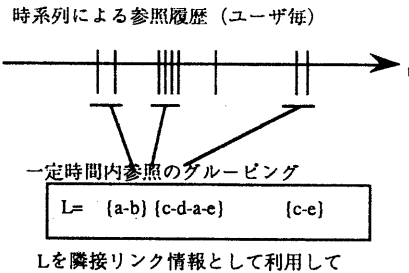 時系列による参照履歴（ユーザ毎）
一定時間内参照のグルーピング
L= {a-b} {c-d-a-e} {c-e}
Lを隣接リンク情報として利用して